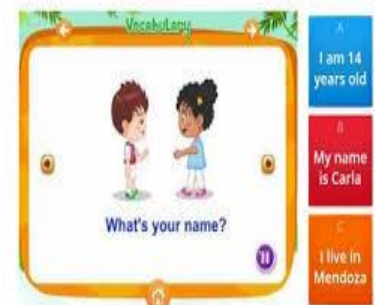 Vocabulary
What's your name?
A
I am 14
years old
B
My name
is Carla
C
I live in
Mendoza